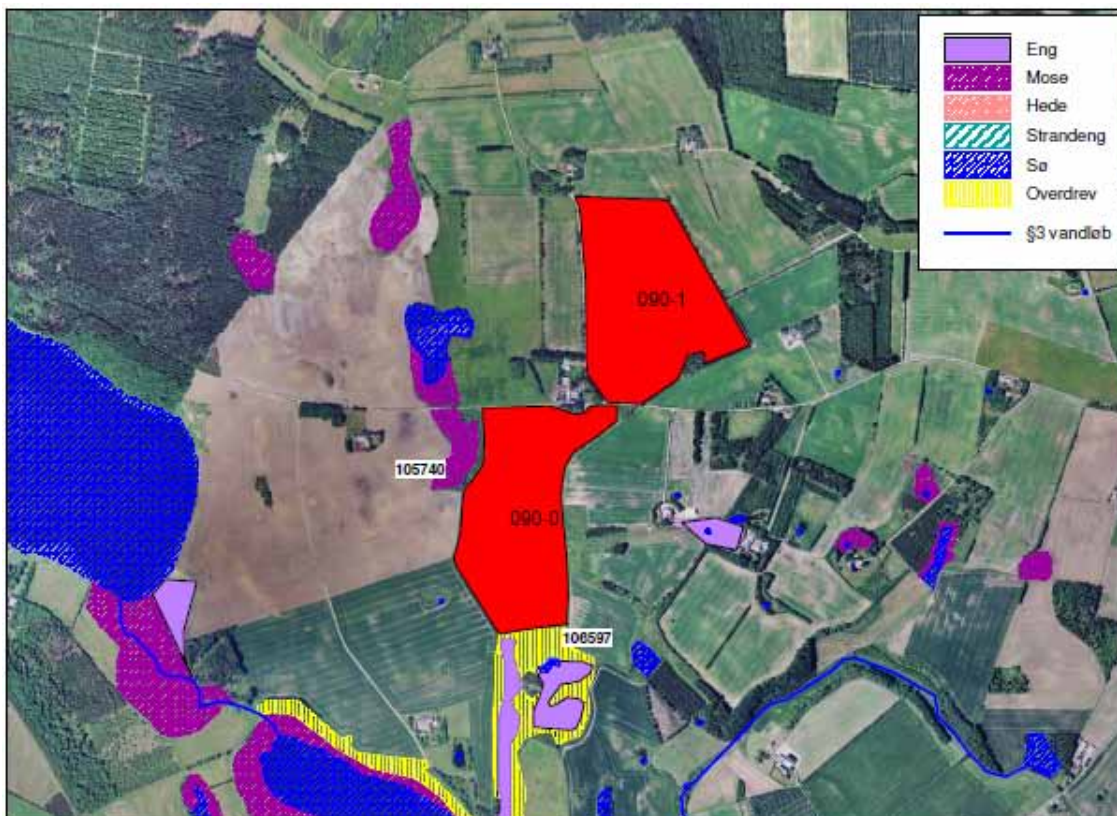 Eng
Mose
Hede
Strandeng
Sø
Overdrev
§3 vandløb
090-1
105740
090-0
106597